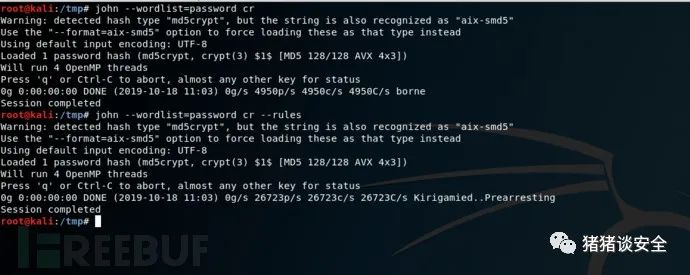 root@kali:/tmp# john --wordlist=password cr
Warning: detected hash type "md5crypt", but the string is also recognized as "aix-smd5"
Use the "--format=aix-smd5" option to force loading these as that type instead
Using default input encoding: UTF-8
Loaded 1 password hash (md5crypt, crypt(3) $1$ [MD5 128/128 AVX 4x3])
Will run 4 OpenMP threads
Press 'q' or Ctrl-C to abort, almost any other key for status
0g 0:00:00:00 DONE (2019-10-18 11:03) 0g/s 4950p/s 4950c/s 4950C/s borne
Session completed
root@kali:/tmp# john --wordlist=password cr --rules
Warning: detected hash type "md5crypt", but the string is also recognized as "aix-smd5"
Use the "--format=aix-smd5" option to force loading these as that type instead
Using default input encoding: UTF-8
Loaded 1 password hash (md5crypt, crypt(3) $1$ [MD5 128/128 AVX 4x3])
Will run 4 OpenMP threads
Press 'q' or Ctrl-C to abort, almost any other key for status
0g 0:00:00:00 DONE (2019-10-18 11:03) 0g/s 26723p/s 26723c/s 26723C/s Kirigamied..Prearresting
Session completed
root@kali:/tmp#
FREEBUF
猪猪谈安全